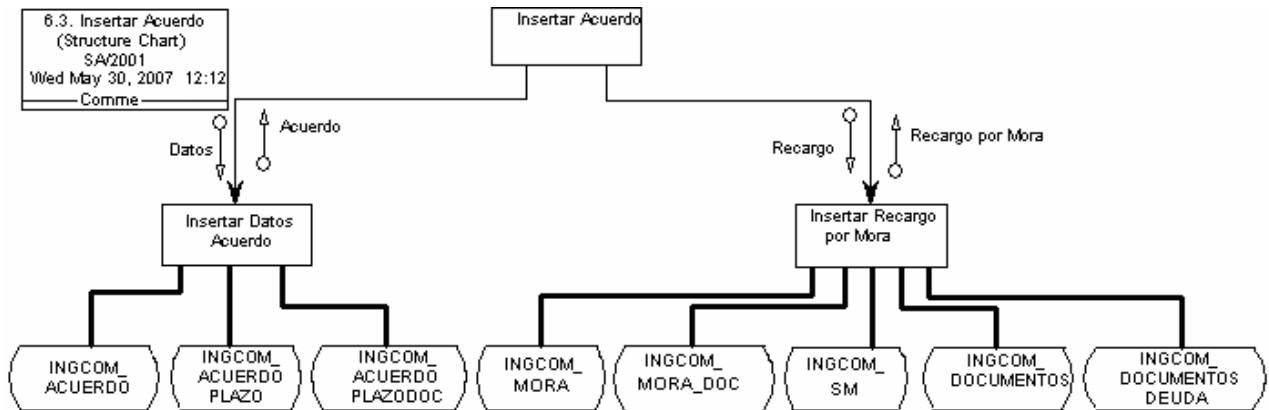 6.3. Insertar Acuerdo
(Structure Chart)
SA/2001
Wed May 30, 2007 12:12
Comme
Insertar Acuerdo
Datos
Acuerdo
Recargo
Recargo por Mora
Insertar Datos
Acuerdo
Insertar Recargo
por Mora
INGCOM_
ACUERDO
INGCOM_
ACUERDO
PLAZO
INGCOM_
ACUERDO
PLAZODOC
INGCOM_
MORA
INGCOM_
MORA_DOC
INGCOM_
SM
INGCOM_
DOCUMENTOS
INGCOM_
DOCUMENTOS
DEUDA